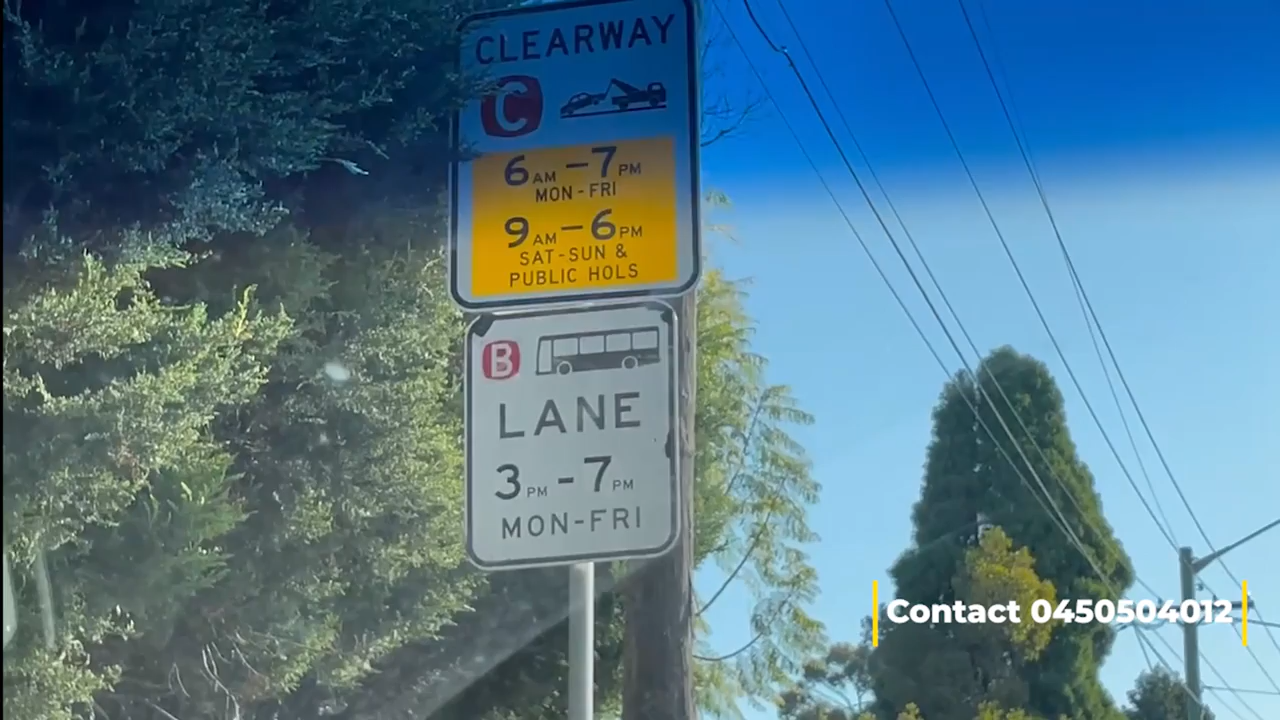 CLEARWAY
C
6AM-7PM
MON-FRI
9AM-6PM
SAT-SUN &
PUBLIC HOLS
B
LANE
3PM-7PM
MON-FRI
Contact 0450504012